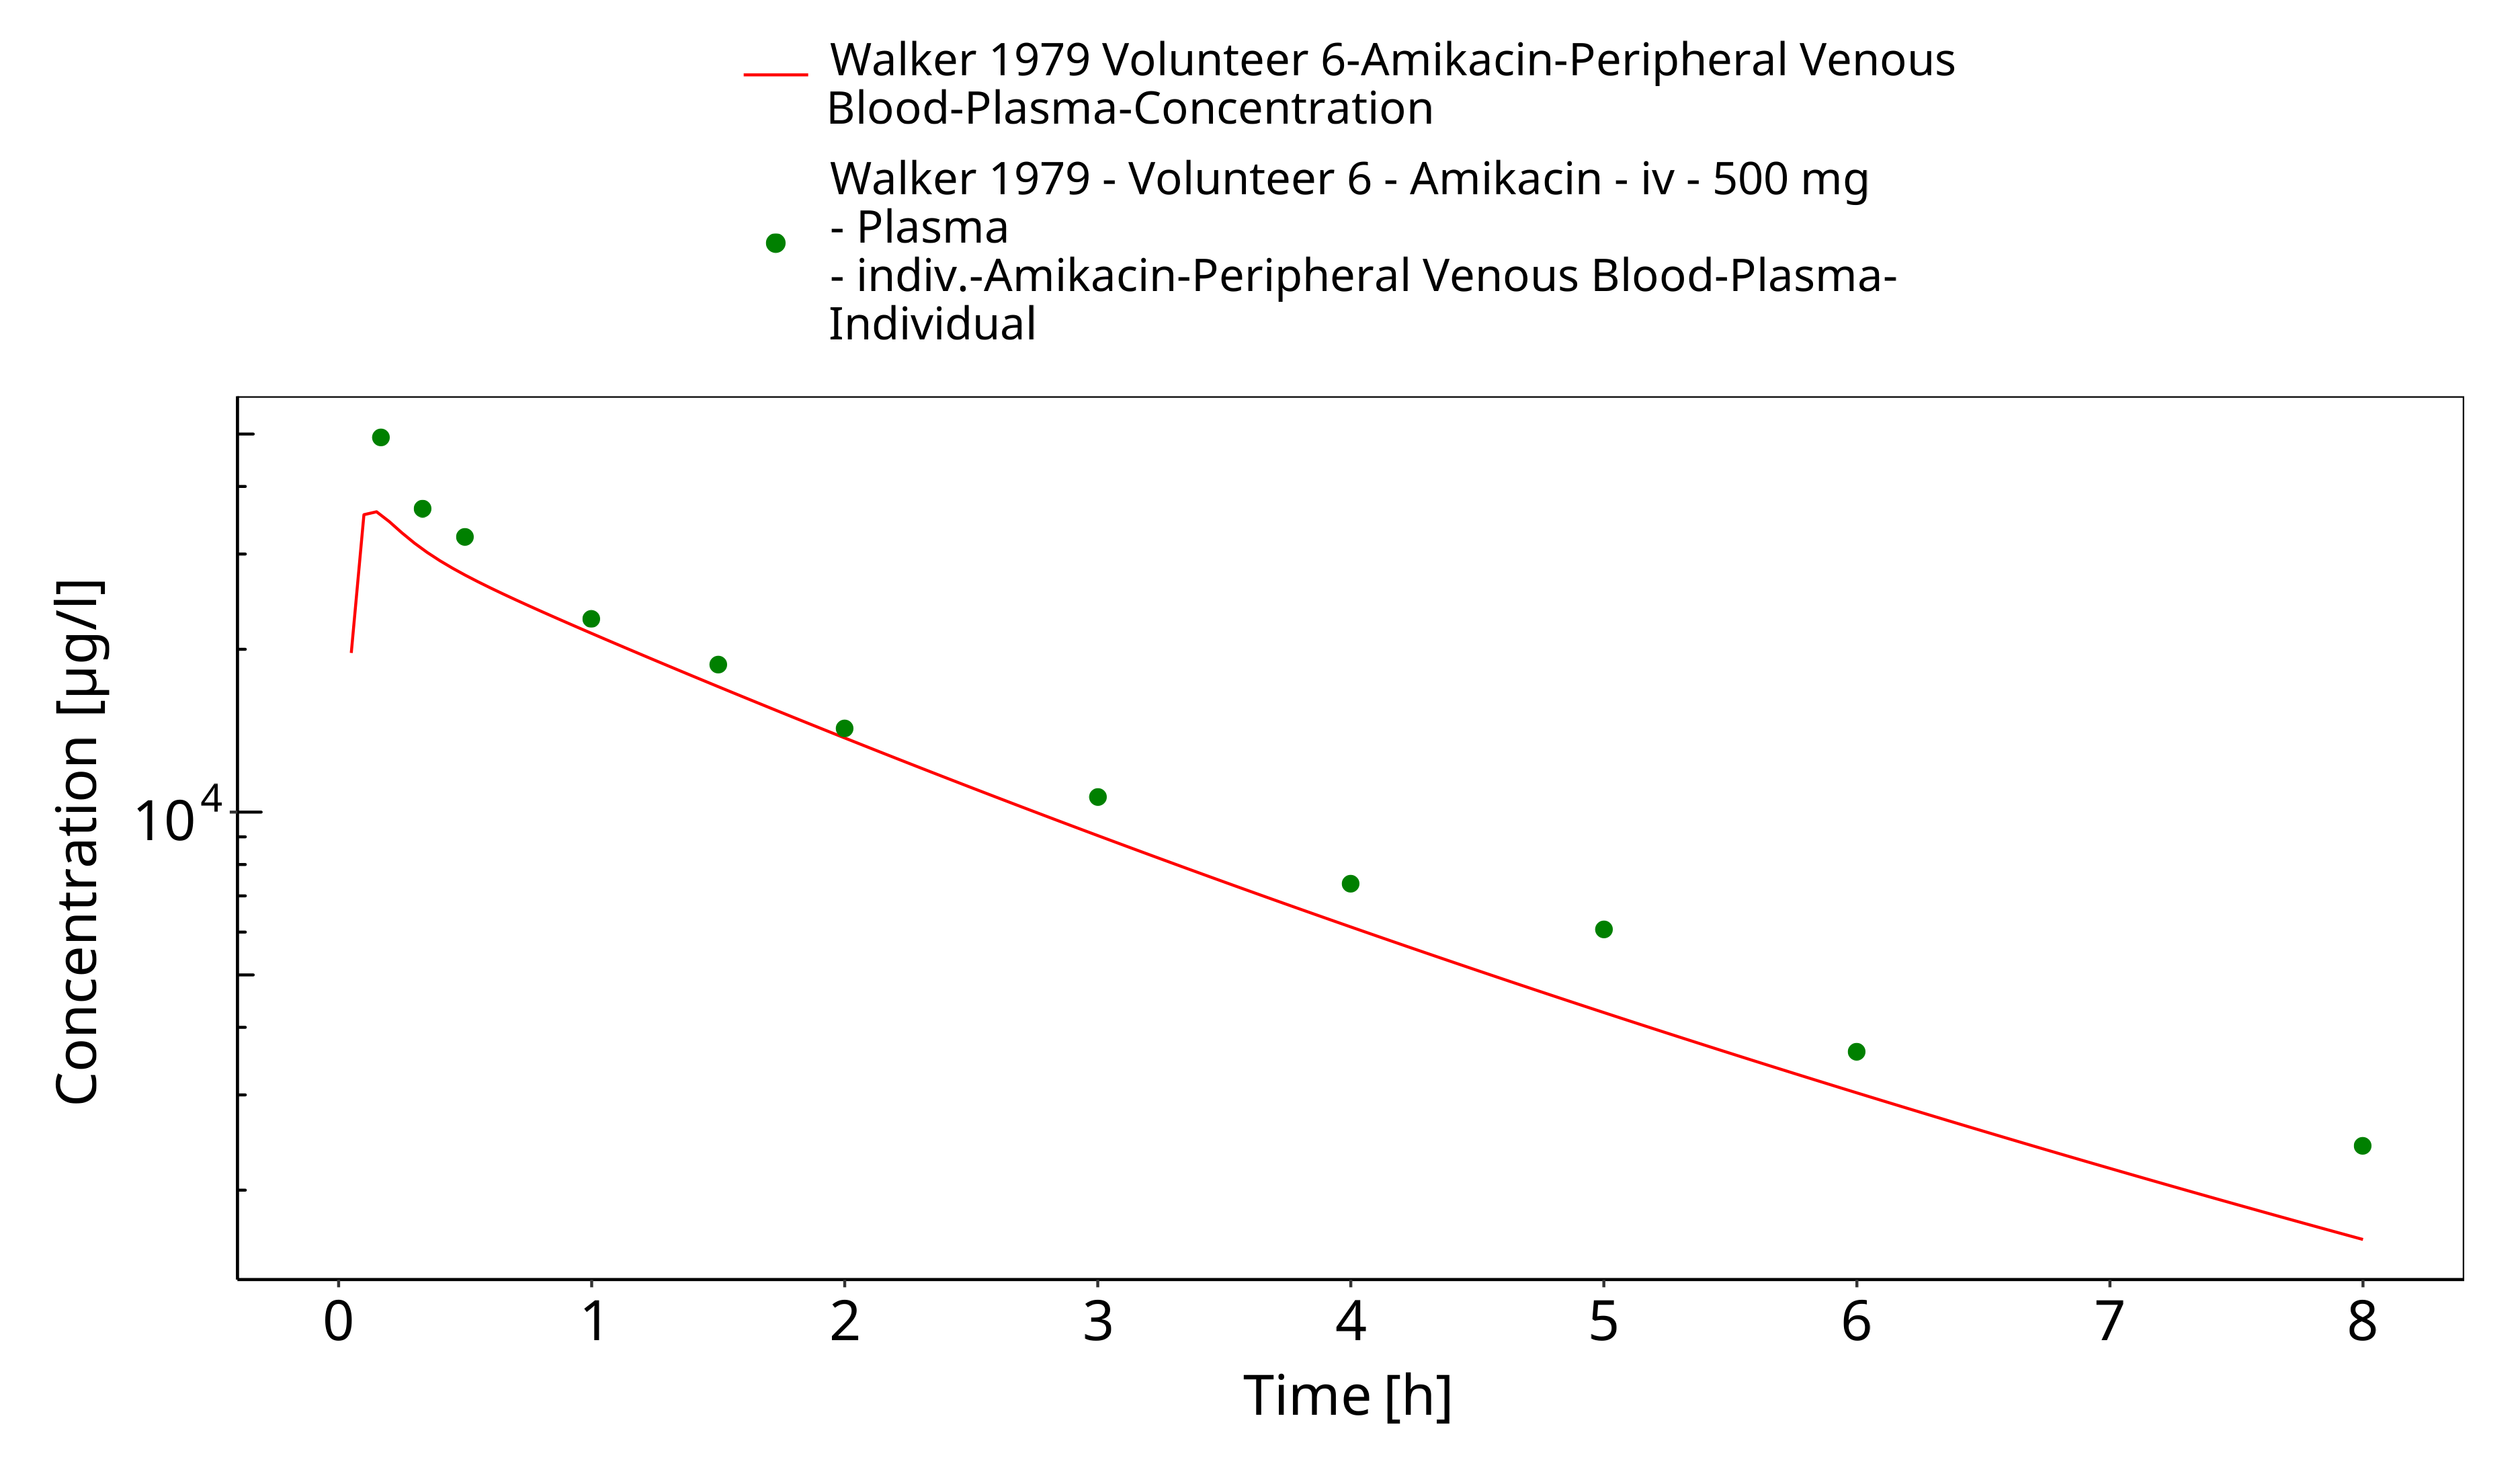 Walker 1979 Volunteer 6-Amikacin-Peripheral Venous
Blood-Plasma-Concentration
Walker 1979 - Volunteer 6 - Amikacin - iv - 500 mg
- Plasma
- indiv.-Amikacin-Peripheral Venous Blood-Plasma-
Individual
Concentration [µg/l]
10⁴
0 1 2 3 4 5 6 7 8
Time [h]